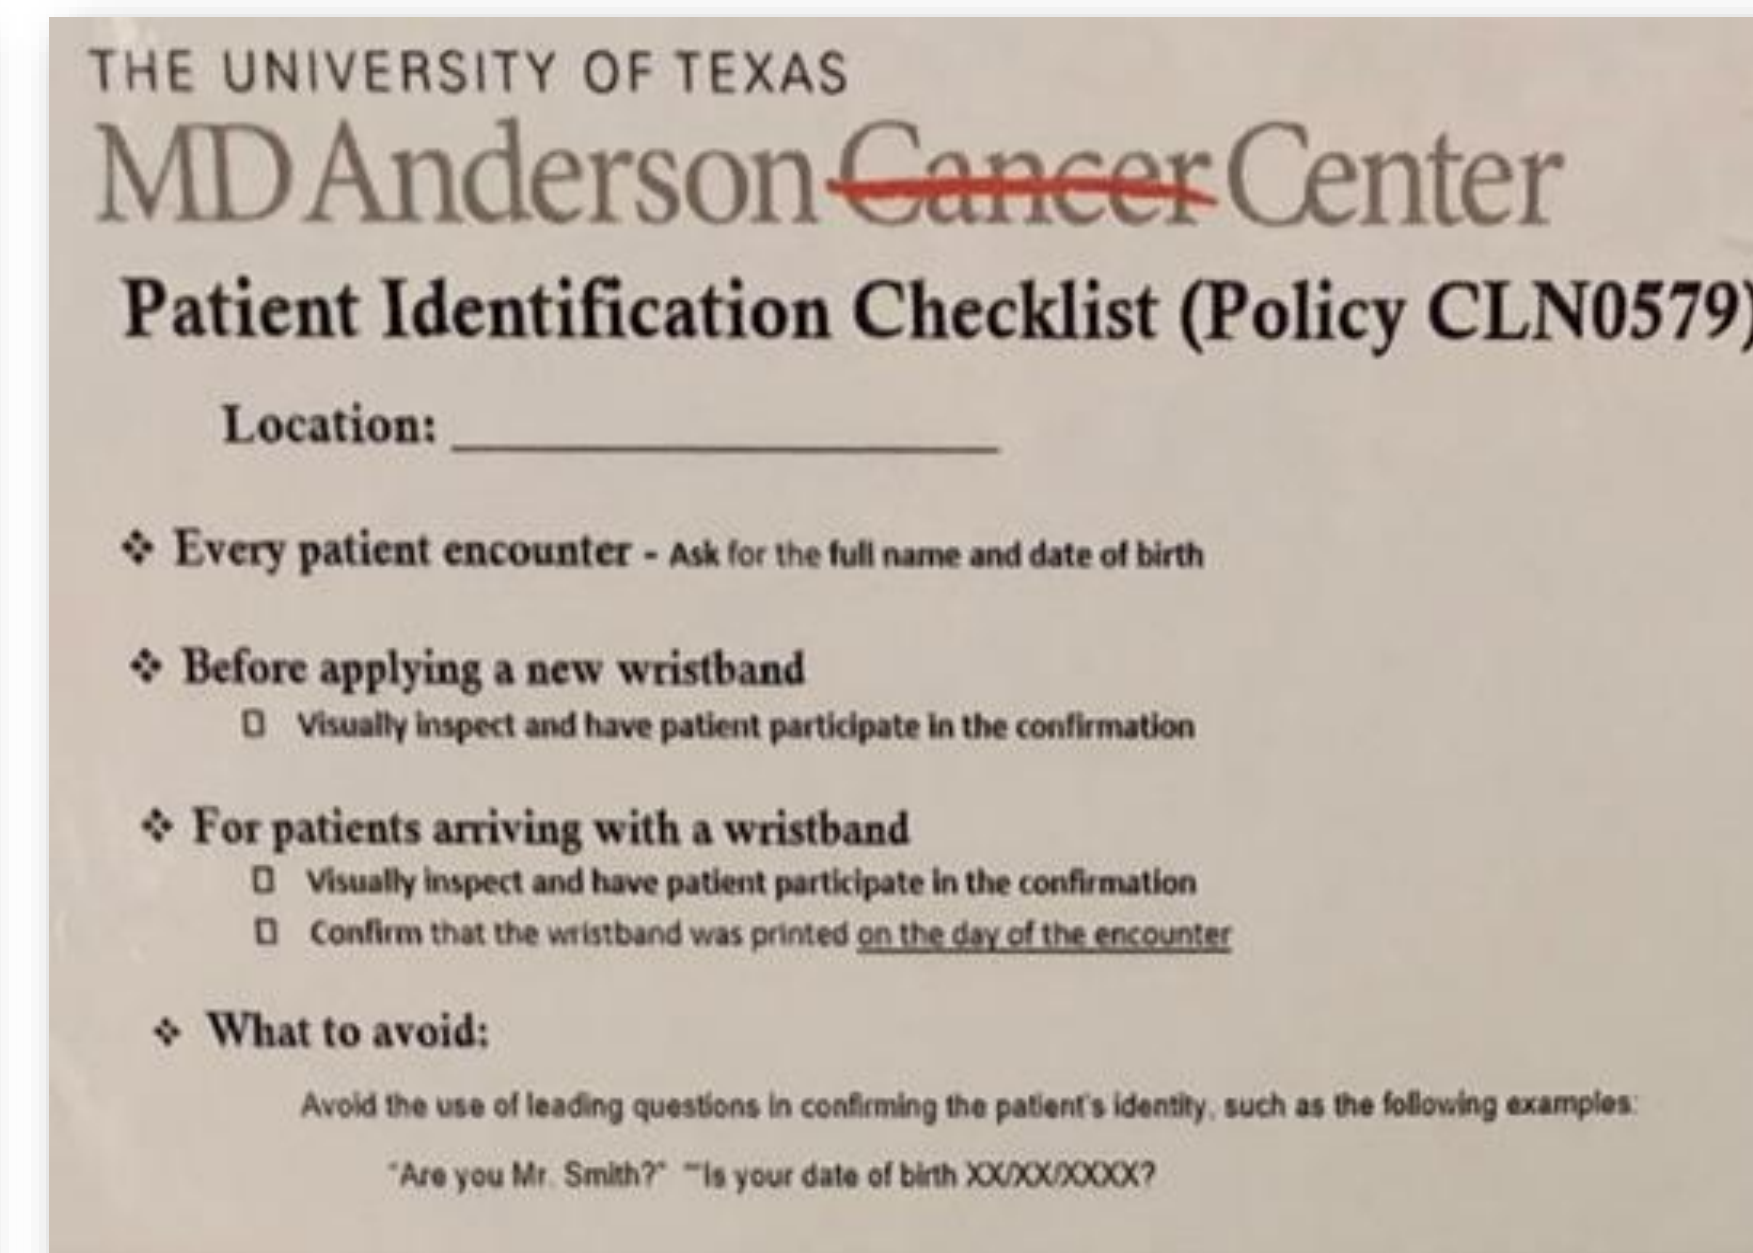 THE UNIVERSITY OF TEXAS
MD Anderson Cancer Center
Patient Identification Checklist (Policy CLN0579)
Location: ____________________
❖ Every patient encounter - Ask for the full name and date of birth
❖ Before applying a new wristband
☐ Visually inspect and have patient participate in the confirmation
❖ For patients arriving with a wristband
☐ Visually inspect and have patient participate in the confirmation
☐ Confirm that the wristband was printed on the day of the encounter
❖ What to avoid:
Avoid the use of leading questions in confirming the patient's identity, such as the following examples:
"Are you Mr. Smith?" ""Is your date of birth XX/XX/XXXX?